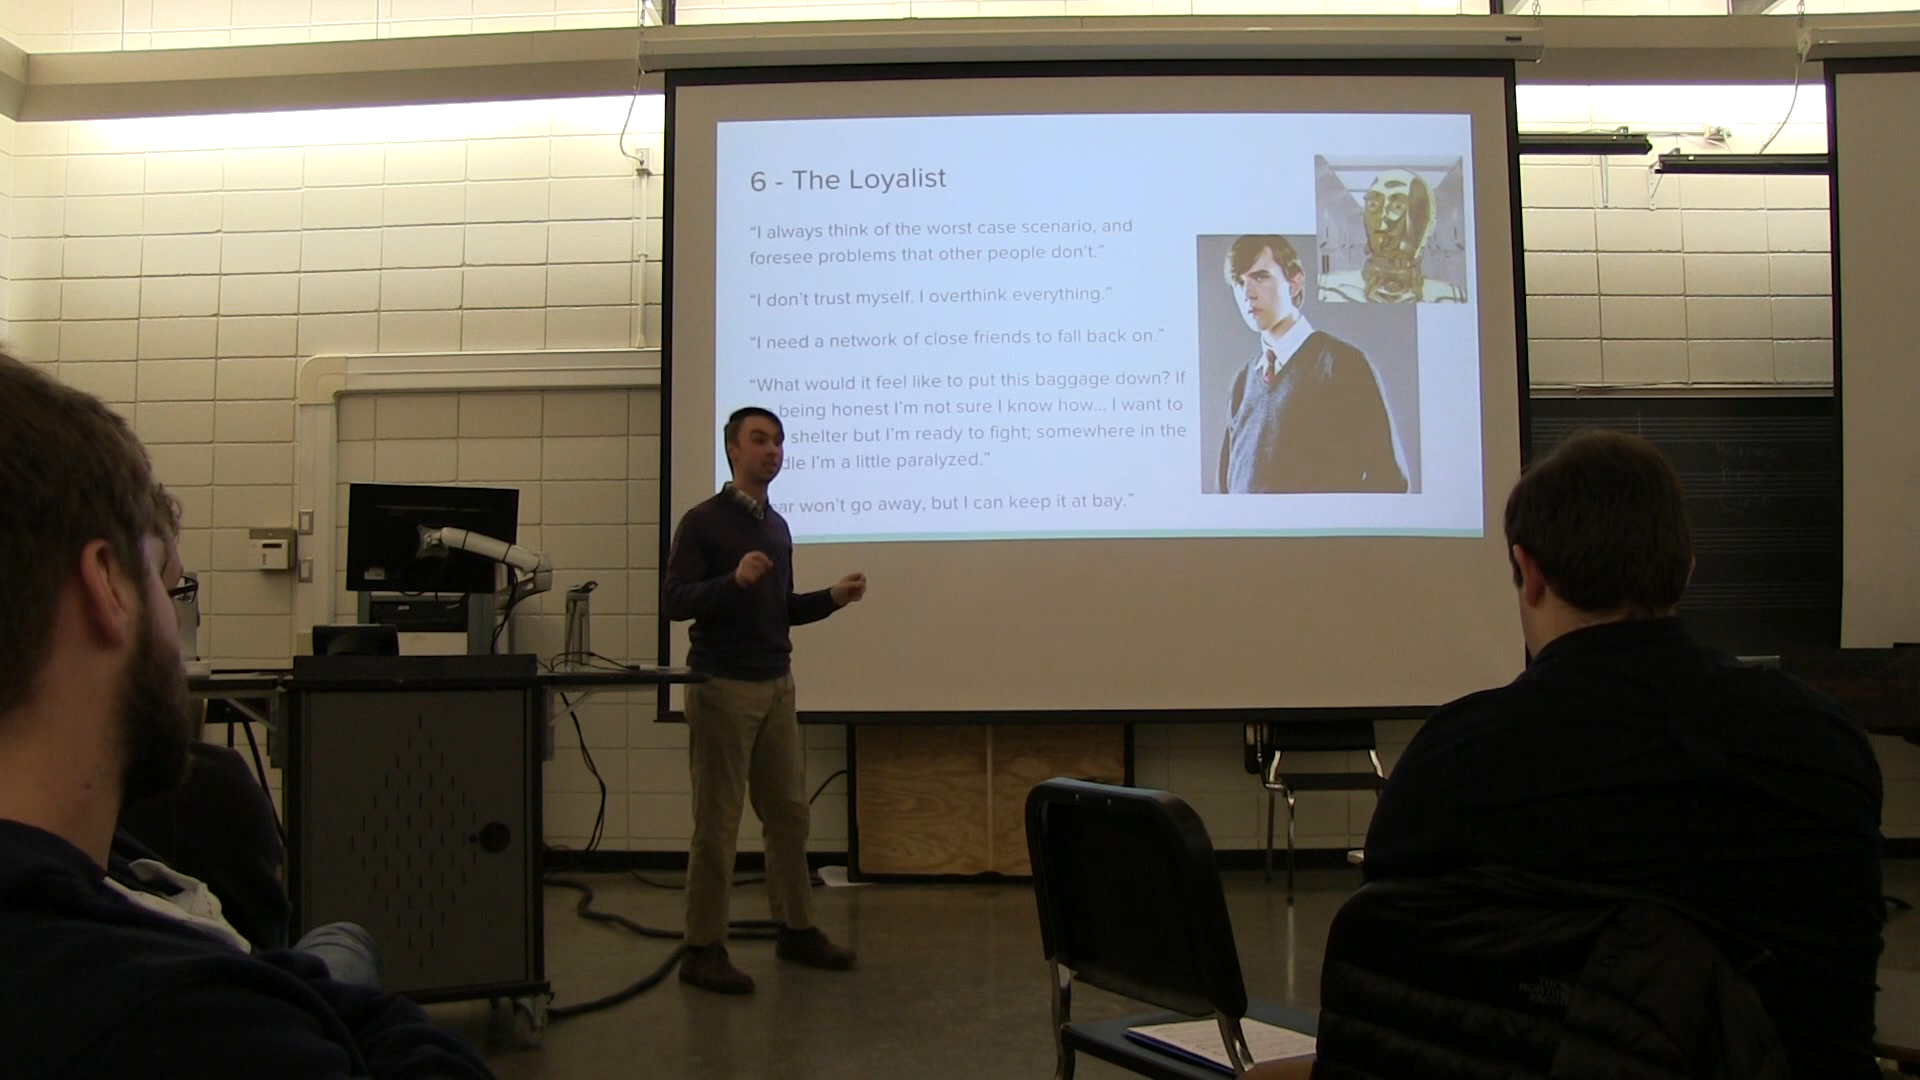 6 - The Loyalist
“I always think of the worst case scenario, and
foresee problems that other people don't.”
“I don't trust myself. I overthink everything.”
“I need a network of close friends to fall back on.”
“What would it feel like to put this baggage down? If
being honest I'm not sure I know how... I want to
shelter but I'm ready to fight; somewhere in the
dle I'm a little paralyzed.”
ar won't go away, but I can keep it at bay.”